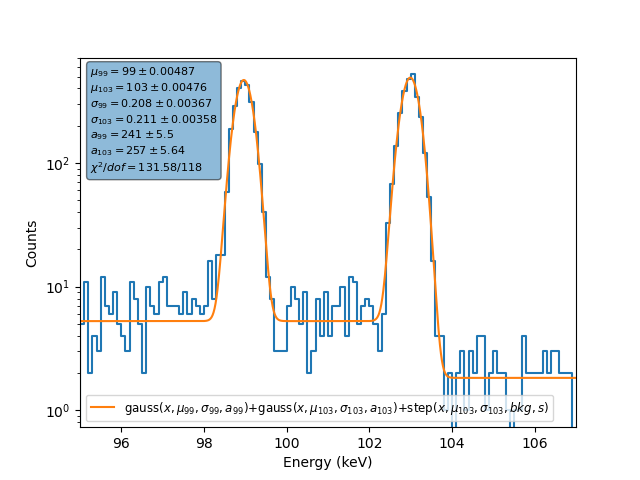 μ₉₉ = 99 ± 0.00487
μ₁₀₃ = 103 ± 0.00476
σ₉₉ = 0.208 ± 0.00367
σ₁₀₃ = 0.211 ± 0.00358
a₉₉ = 241 ± 5.5
a₁₀₃ = 257 ± 5.64
χ²/dof = 131.58/118
10²
10¹
10⁰
Counts
gauss(x, μ₉₉, σ₉₉, a₉₉)+gauss(x, μ₁₀₃, σ₁₀₃, a₁₀₃)+step(x, μ₁₀₃, σ₁₀₃, bkg, s)
96 98 100 102 104 106
Energy (keV)